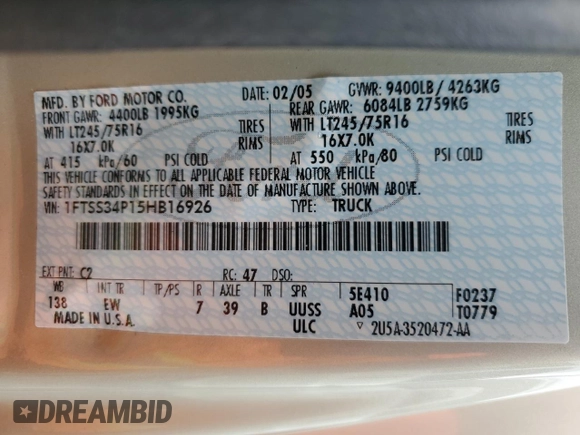 MFD. BY FORD MOTOR CO.
DATE: 02/05
GVWR: 9400LB/ 4263KG
FRONT GAWR: 4400LB 1995KG
REAR GAWR: 6084LB 2759KG
WITH LT245/75R16 TIRES
WITH LT245/75R16 TIRES
16X7.0K RIMS
16X7.0K RIMS
AT 415 kPa/60 PSI COLD
AT 550 kPa/80 PSI COLD
THIS VEHICLE CONFORMS TO ALL APPLICABLE FEDERAL MOTOR VEHICLE
SAFETY STANDARDS IN EFFECT ON THE DATE OF MANUFACTURE SHOWN ABOVE.
VIN: 1FTSS34P15HB16926
TYPE: TRUCK
EXT PNT: C2
RC: 47 DSO:
WB INT TR TP/PS R AXLE TR SPR
138 EW 7 39 B UUSS 5E410 F0237
MADE IN U.S.A. ULC A05 T0779
▽ 2U5A-3520472-AA
DREAMBID